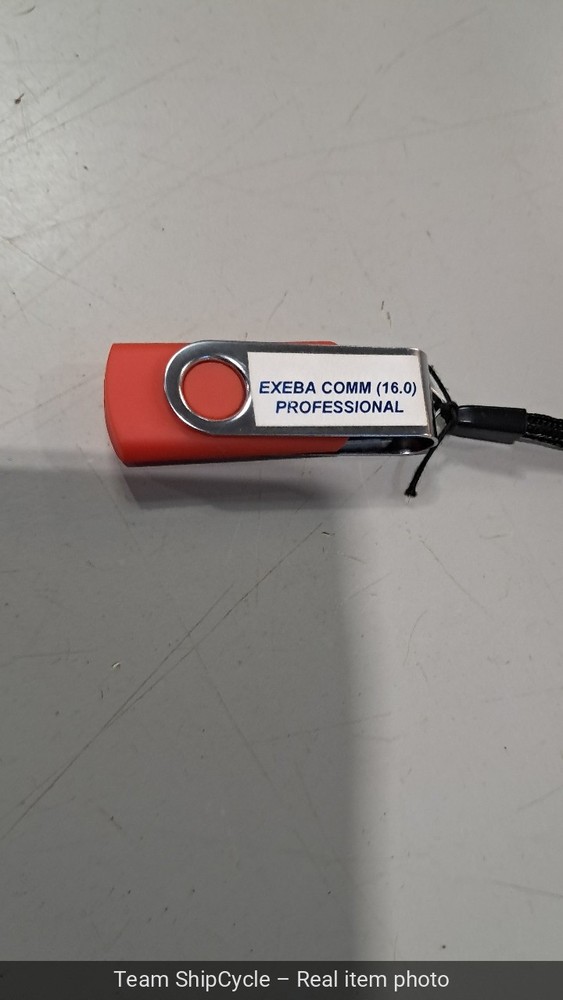 EXEBA COMM (16.0)
PROFESSIONAL
Team ShipCycle – Real item photo